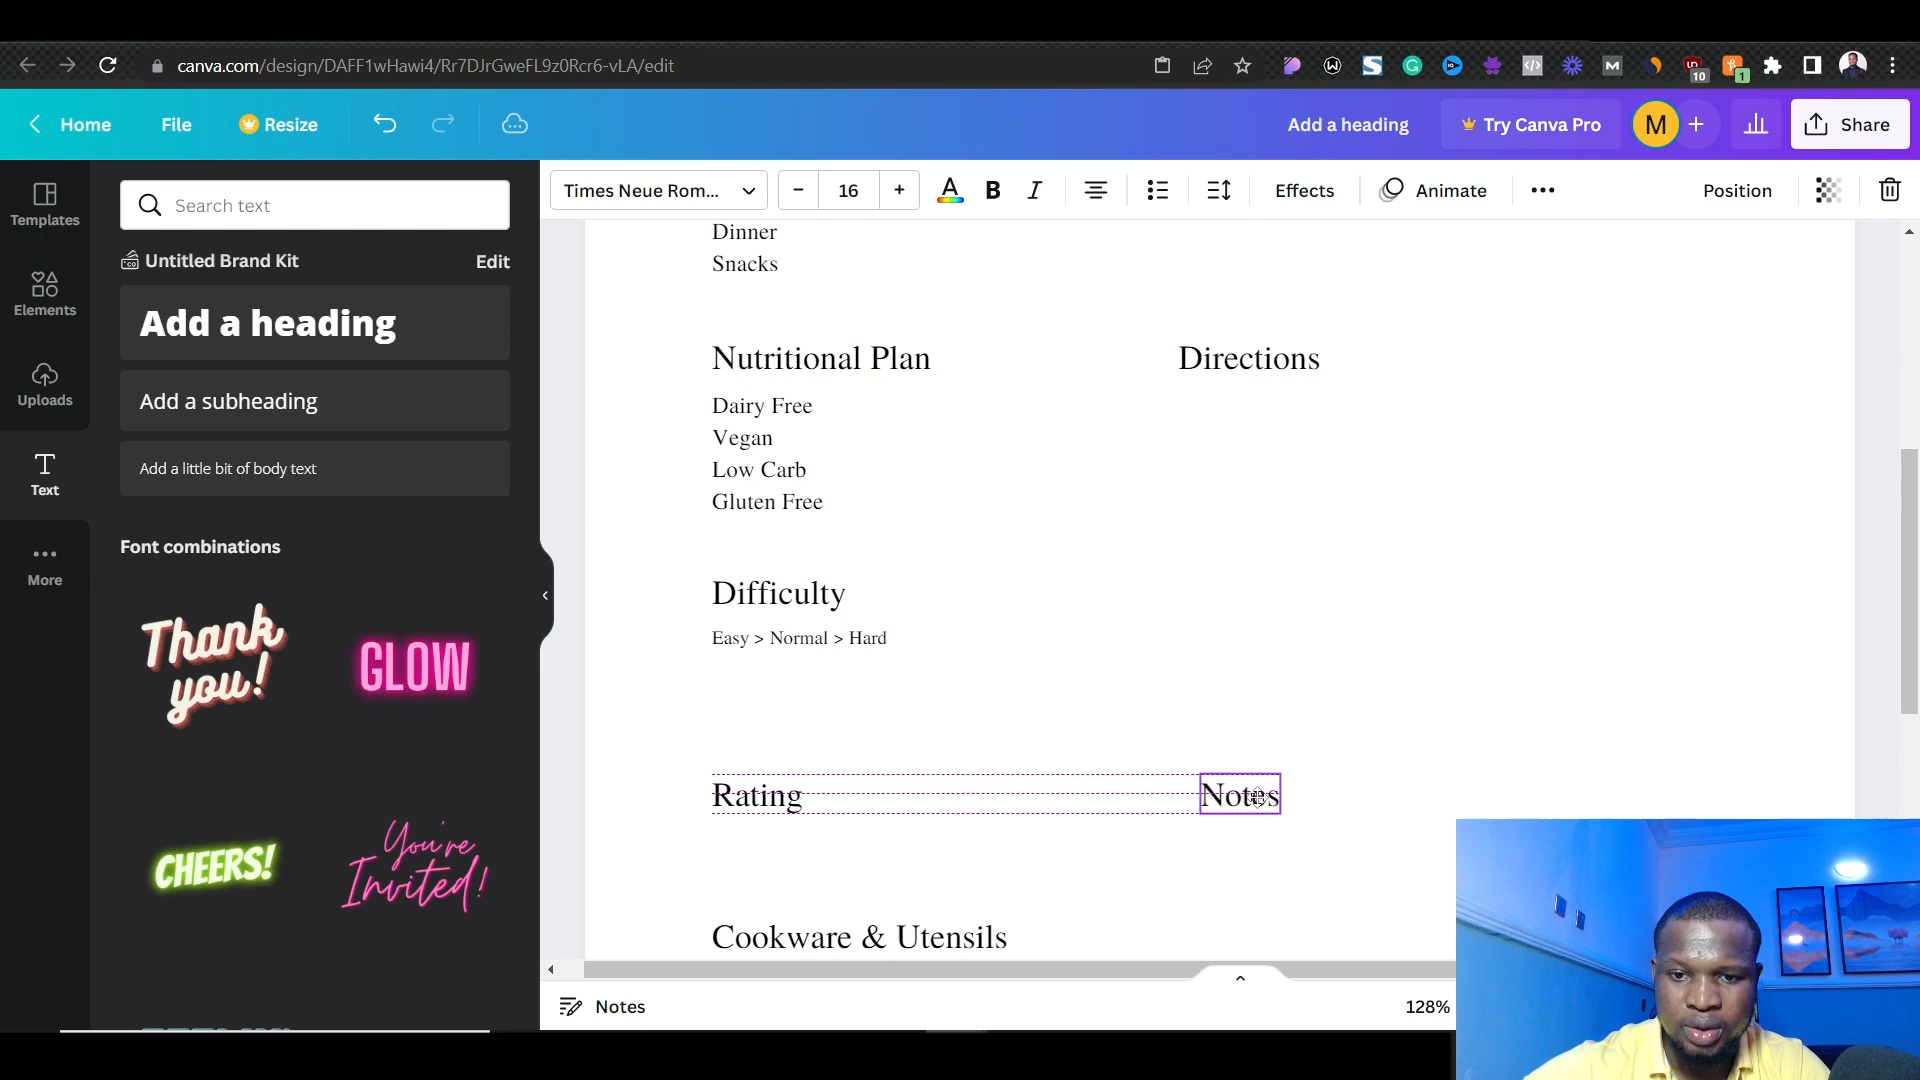 canva.com/design/DAFF1wHawi4/Rr7DJrGweFL9z0Rcr6-vLA/edit
10
1
Home
File
Resize
Add a heading
Try Canva Pro
M
Share
Templates
Elements
Uploads
Text
More
Search text
Untitled Brand Kit
Edit
Add a heading
Add a subheading
Add a little bit of body text
Font combinations
Thank
you!
GLOW
CHEERS!
You're
Invited!
Times Neue Rom...
16
B
I
Effects
Animate
Position
Dinner
Snacks
Nutritional Plan
Directions
Dairy Free
Vegan
Low Carb
Gluten Free
Difficulty
Easy > Normal > Hard
Rating
Notes
Cookware & Utensils
Notes
128%